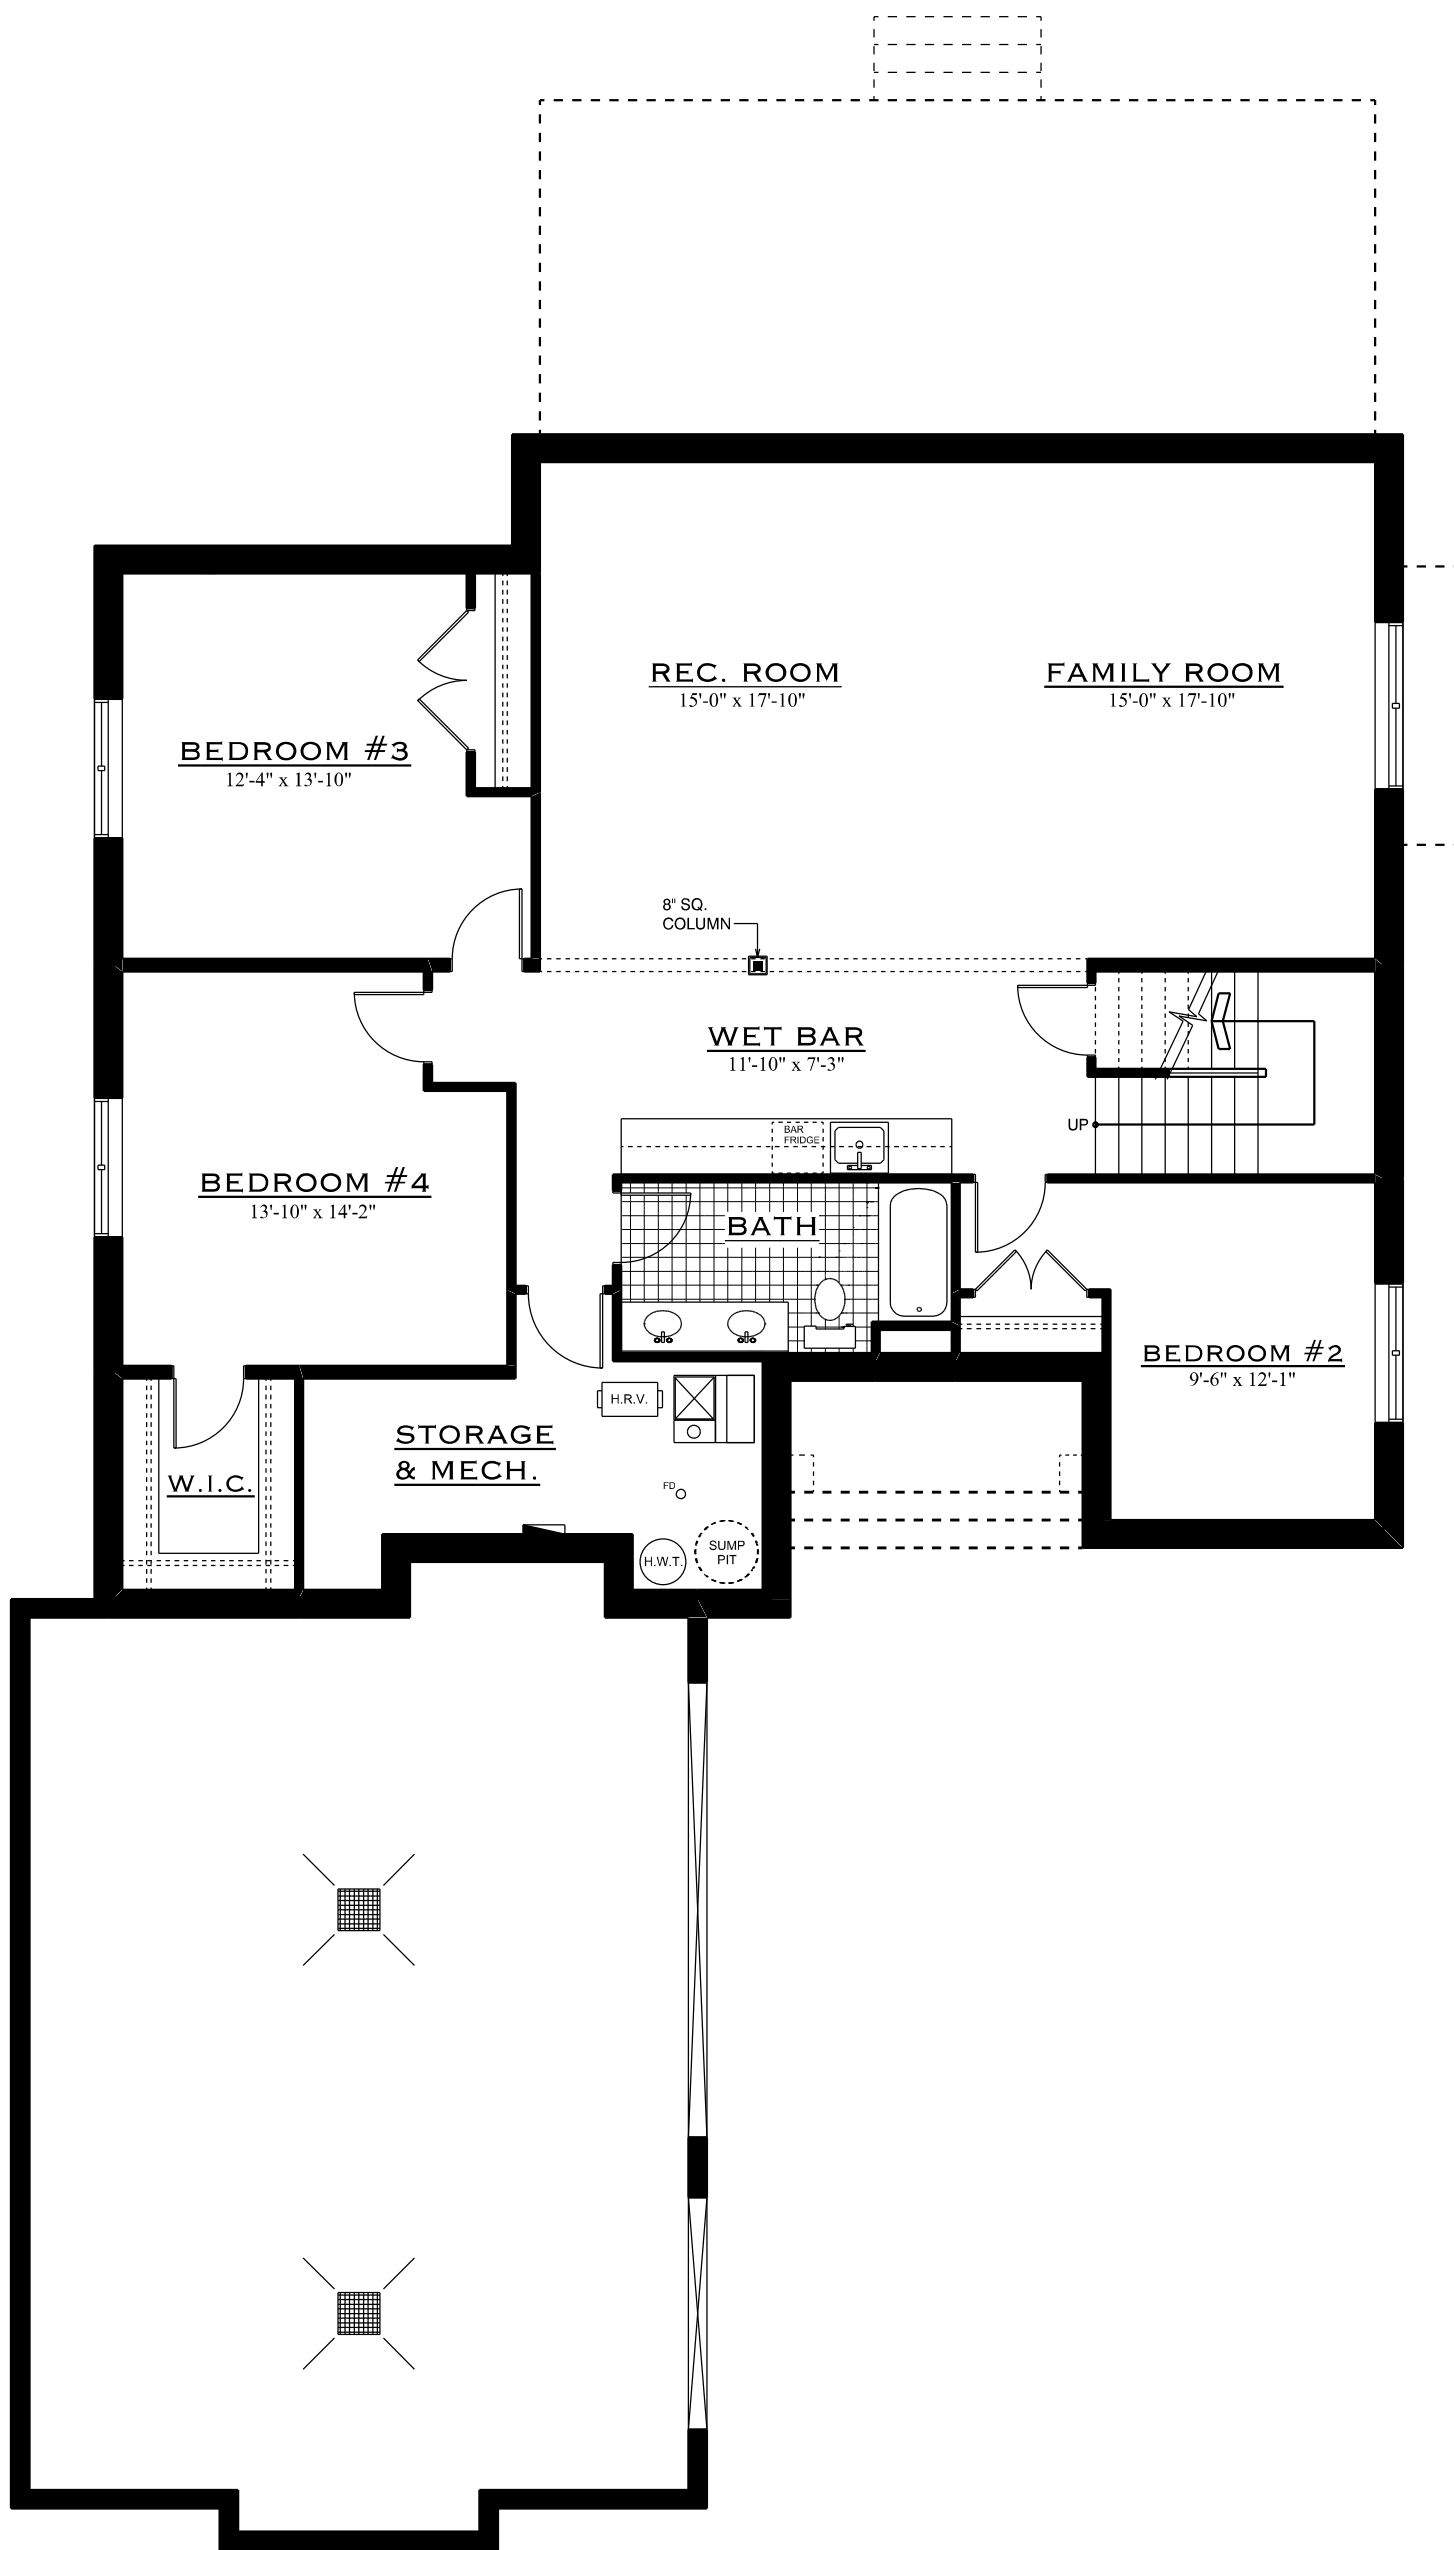 REC. ROOM
15'-0" x 17'-10"
FAMILY ROOM
15'-0" x 17'-10"
BEDROOM #3
12'-4" x 13'-10"
8" SQ.
COLUMN
WET BAR
11'-10" x 7'-3"
UP
BAR
FRIDGE
BEDROOM #4
13'-10" x 14'-2"
BATH
BEDROOM #2
9'-6" x 12'-1"
H.R.V.
STORAGE
& MECH.
W.I.C.
FD
H.W.T.
SUMP
PIT